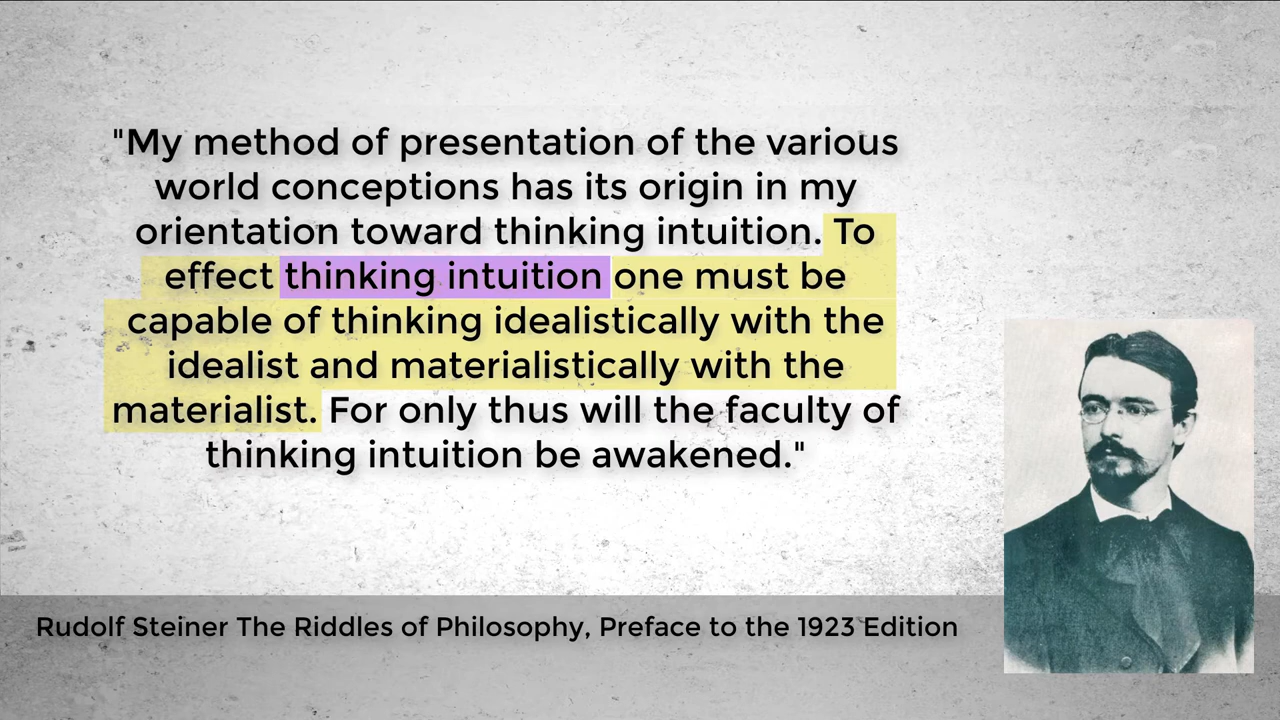 "My method of presentation of the various
world conceptions has its origin in my
orientation toward thinking intuition. To
effect thinking intuition one must be
capable of thinking idealistically with the
idealist and materialistically with the
materialist. For only thus will the faculty of
thinking intuition be awakened."
Rudolf Steiner The Riddles of Philosophy, Preface to the 1923 Edition